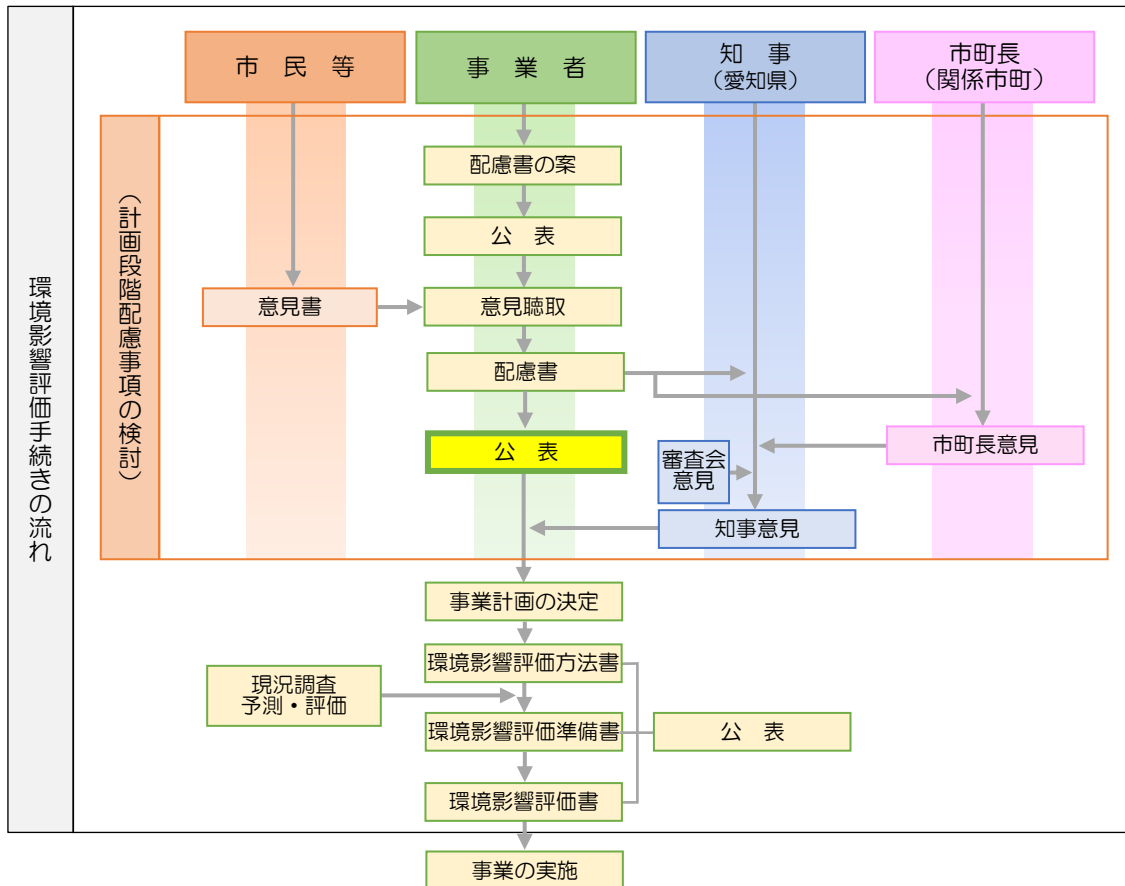 環境影響評価手続きの流れ
（計画段階配慮事項の検討）
市　民　等
事　業　者
知　事
（愛知県）
市町長
（関係市町）
配慮書の案
公　表
意見書
意見聴取
配慮書
公　表
審査会
意見
市町長意見
知事意見
事業計画の決定
環境影響評価方法書
現況調査
予測・評価
環境影響評価準備書
公　表
環境影響評価書
事業の実施